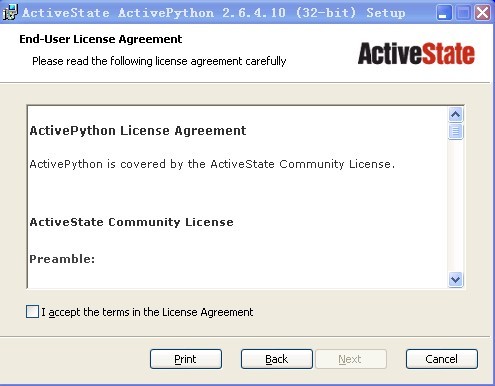 ActiveState ActivePython 2.6.4.10 (32-bit) Setup
End-User License Agreement
Please read the following license agreement carefully
ActiveState
ActivePython License Agreement
ActivePython is covered by the ActiveState Community License.
ActiveState Community License
Preamble:
I accept the terms in the License Agreement
Print
Back
Next
Cancel